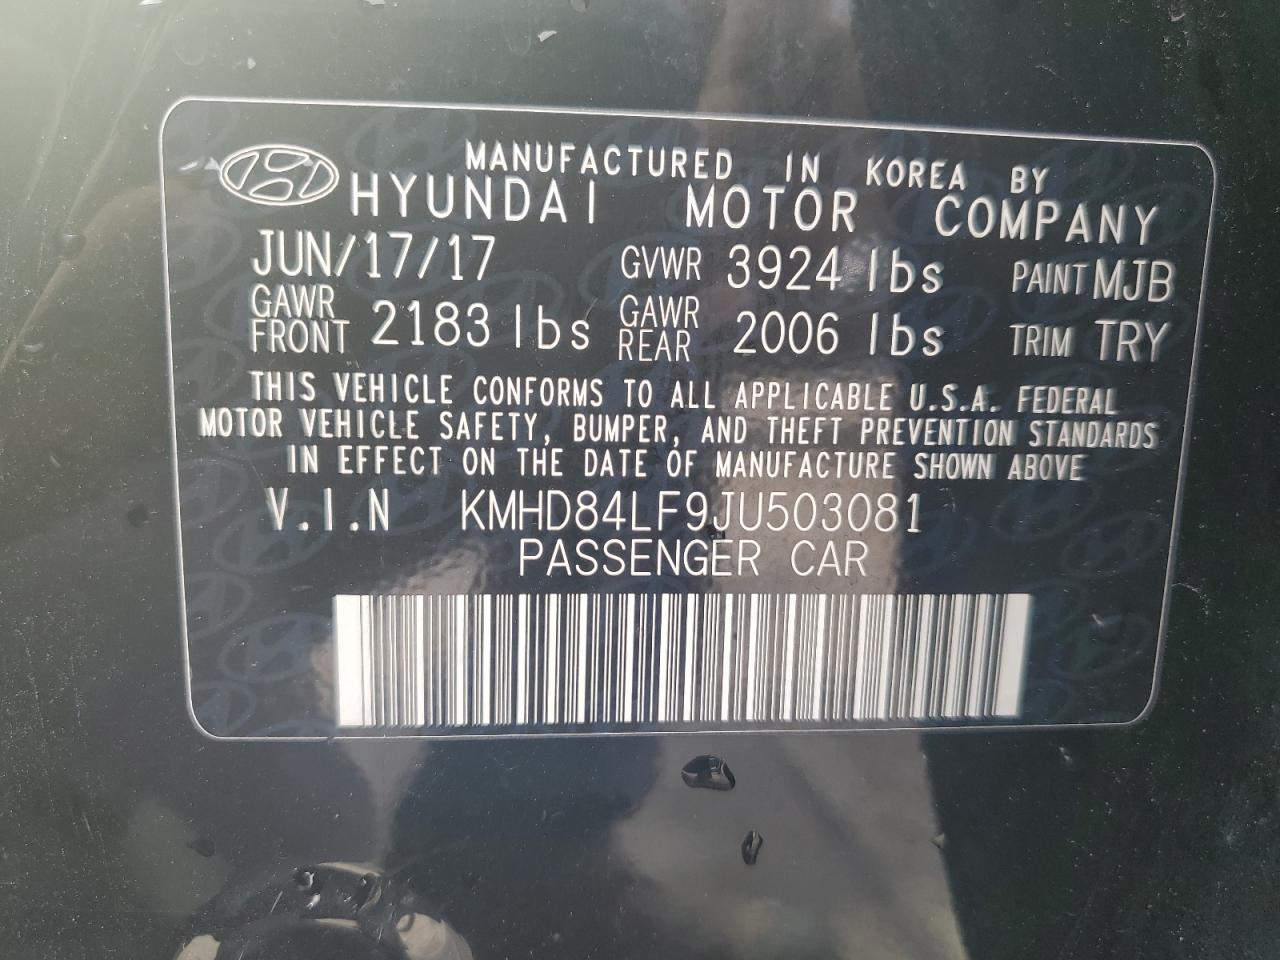 MANUFACTURED IN KOREA BY
HYUNDAI MOTOR COMPANY
JUN/17/17 GVWR 3924 lbs PAINT MJB
GAWR FRONT 2183 lbs GAWR REAR 2006 lbs TRIM TRY
THIS VEHICLE CONFORMS TO ALL APPLICABLE U.S.A. FEDERAL
MOTOR VEHICLE SAFETY, BUMPER, AND THEFT PREVENTION STANDARDS
IN EFFECT ON THE DATE OF MANUFACTURE SHOWN ABOVE
V.I.N KMHD84LF9JU503081
PASSENGER CAR